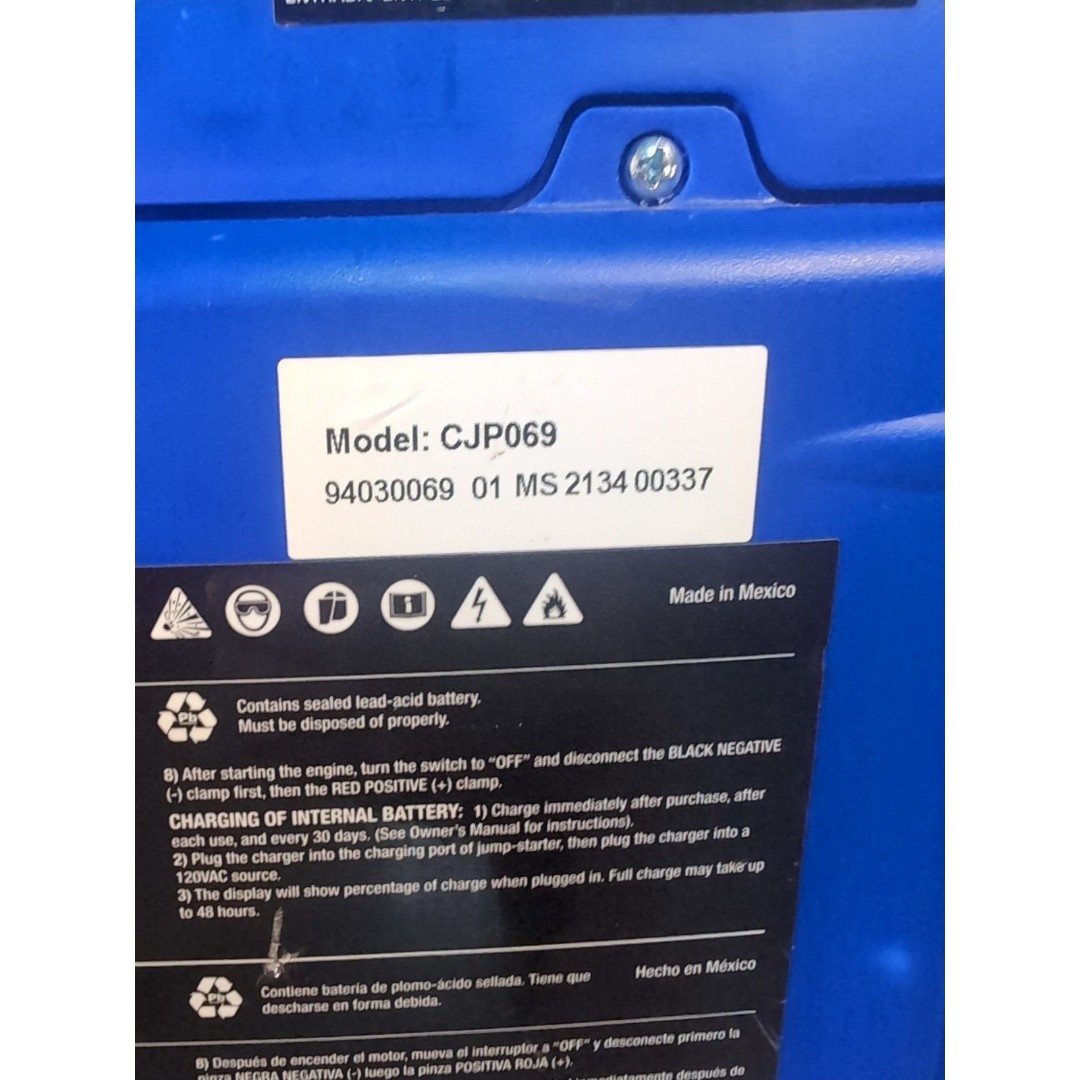 Model: CJP069
94030069 01 MS 2134 00337
Made in Mexico
Pb
Contains sealed lead-acid battery.
Must be disposed of properly.
8) After starting the engine, turn the switch to "OFF" and disconnect the BLACK NEGATIVE
(-) clamp first, then the RED POSITIVE (+) clamp.
CHARGING OF INTERNAL BATTERY: 1) Charge immediately after purchase, after
each use, and every 30 days. (See Owner's Manual for instructions).
2) Plug the charger into the charging port of jump-starter, then plug the charger into a
120VAC source.
3) The display will show percentage of charge when plugged in. Full charge may take up
to 48 hours.
Pb
Contiene batería de plomo-ácido sellada. Tiene que
descharse en forma debida.
Hecho en México
8) Después de encender el motor, mueva el interruptor a "OFF" y desconecte primero la
pinza NEGRA NEGATIVA (-) luego la pinza POSITIVA ROJA (+).
después de